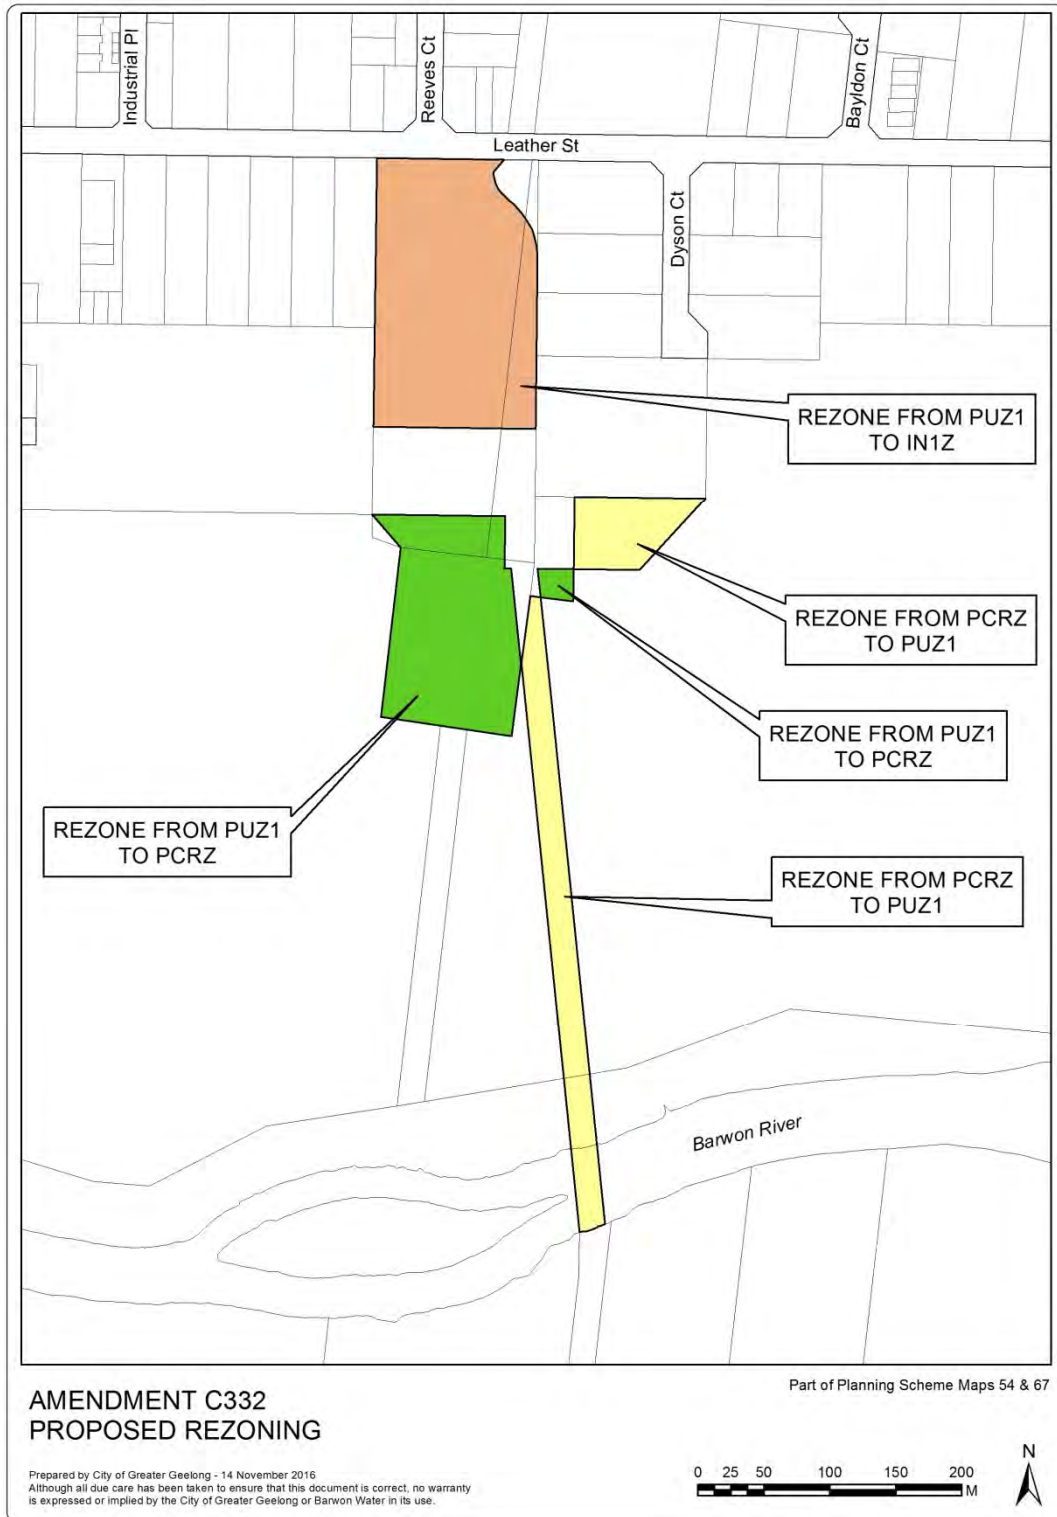 Industrial Pl
Reeves Ct
Bayldon Ct
Leather St
Dyson Ct
REZONE FROM PUZ1
TO IN1Z
REZONE FROM PCRZ
TO PUZ1
REZONE FROM PUZ1
TO PCRZ
REZONE FROM PUZ1
TO PCRZ
REZONE FROM PCRZ
TO PUZ1
Barwon River
Part of Planning Scheme Maps 54 & 67
AMENDMENT C332
PROPOSED REZONING
Prepared by City of Greater Geelong - 14 November 2016
Although all due care has been taken to ensure that this document is correct, no warranty
is expressed or implied by the City of Greater Geelong or Barwon Water in its use.
0 25 50 100 150 200
M
N